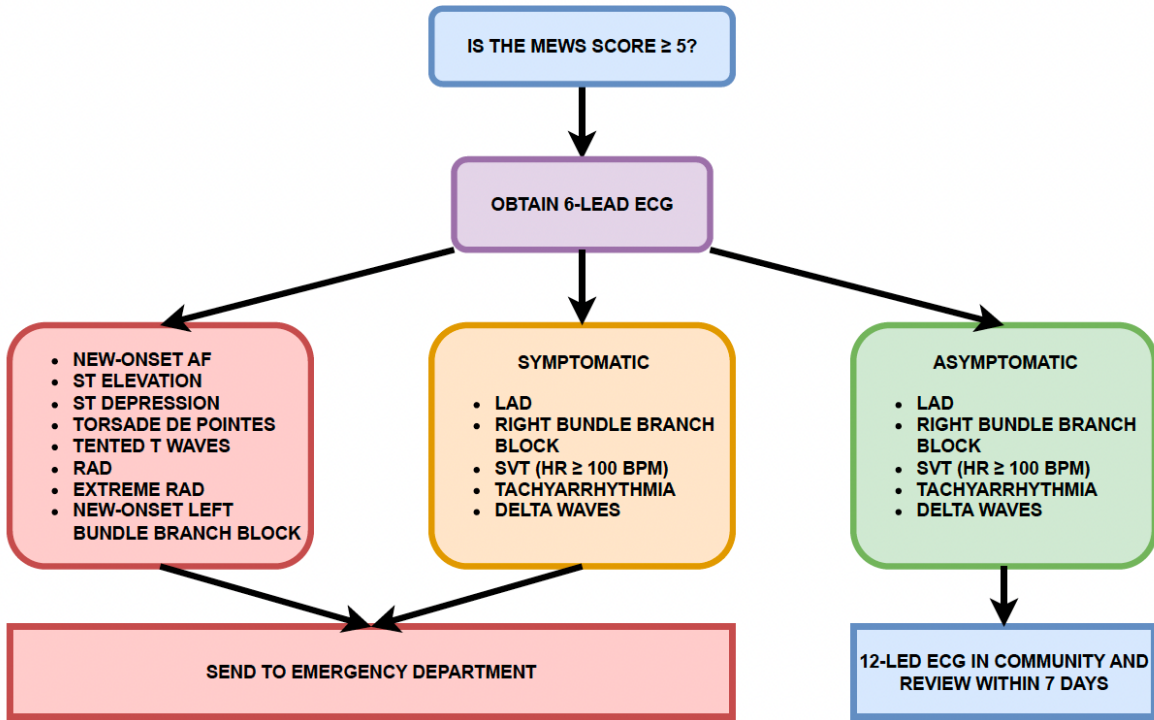 IS THE MEWS SCORE ≥ 5?
OBTAIN 6-LEAD ECG
• NEW-ONSET AF
• ST ELEVATION
• ST DEPRESSION
• TORSADE DE POINTES
• TENTED T WAVES
• RAD
• EXTREME RAD
• NEW-ONSET LEFT
BUNDLE BRANCH BLOCK
SYMPTOMATIC
• LAD
• RIGHT BUNDLE BRANCH
BLOCK
• SVT (HR ≥ 100 BPM)
• TACHYARRHYTHMIA
• DELTA WAVES
ASYMPTOMATIC
• LAD
• RIGHT BUNDLE BRANCH
BLOCK
• SVT (HR ≥ 100 BPM)
• TACHYARRHYTHMIA
• DELTA WAVES
SEND TO EMERGENCY DEPARTMENT
12-LED ECG IN COMMUNITY AND
REVIEW WITHIN 7 DAYS